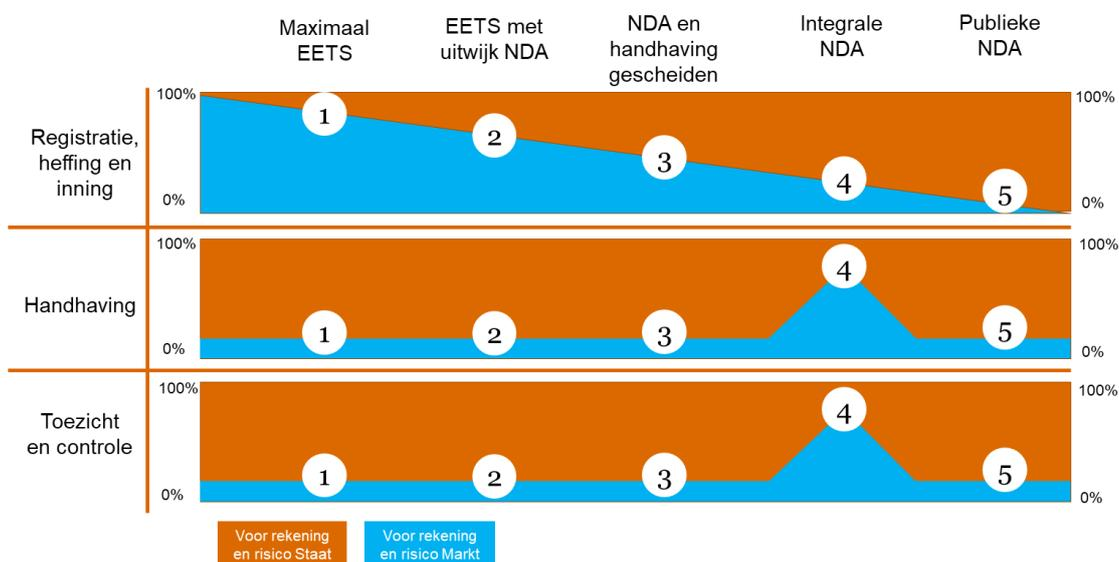 Maximaal
EETS
EETS met
uitwijk NDA
NDA en
handhaving
gescheiden
Integrale
NDA
Publieke
NDA
Registratie,
heffing en
inning
100%
0%
1
2
3
4
5
100%
0%
Handhaving
100%
0%
1
2
3
4
5
100%
0%
Toezicht
en controle
100%
0%
1
2
3
4
5
100%
0%
Voor rekening
en risico Staat
Voor rekening
en risico Markt